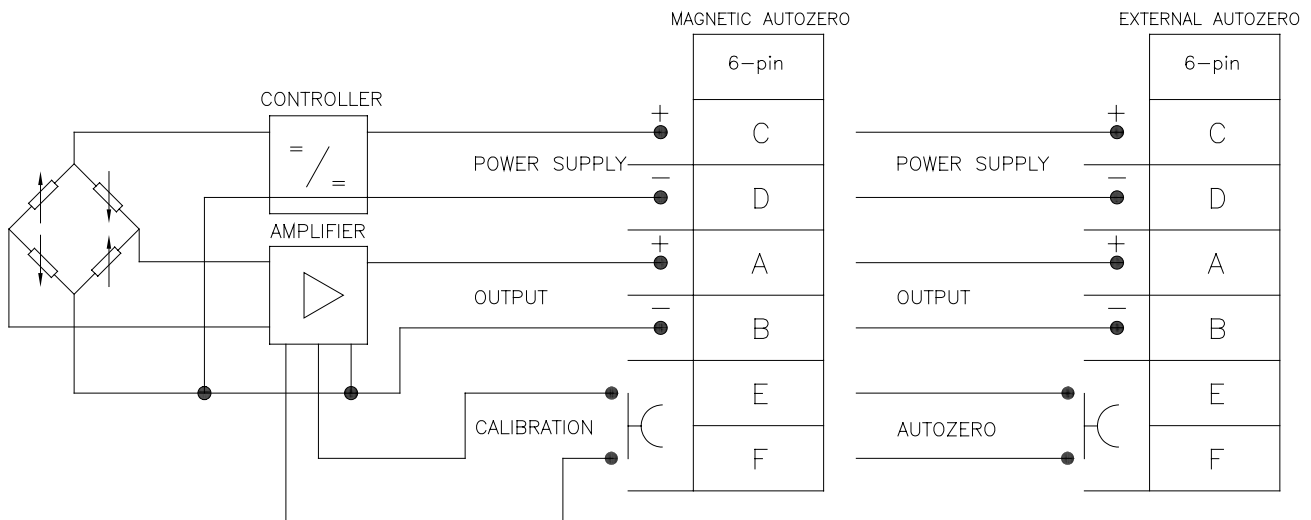 MAGNETIC AUTOZERO
EXTERNAL AUTOZERO
6-pin
6-pin
CONTROLLER
= / =
+
C
+
C
POWER SUPPLY
POWER SUPPLY
−
D
−
D
AMPLIFIER
+
A
+
A
OUTPUT
OUTPUT
−
B
−
B
E
E
CALIBRATION
AUTOZERO
F
F